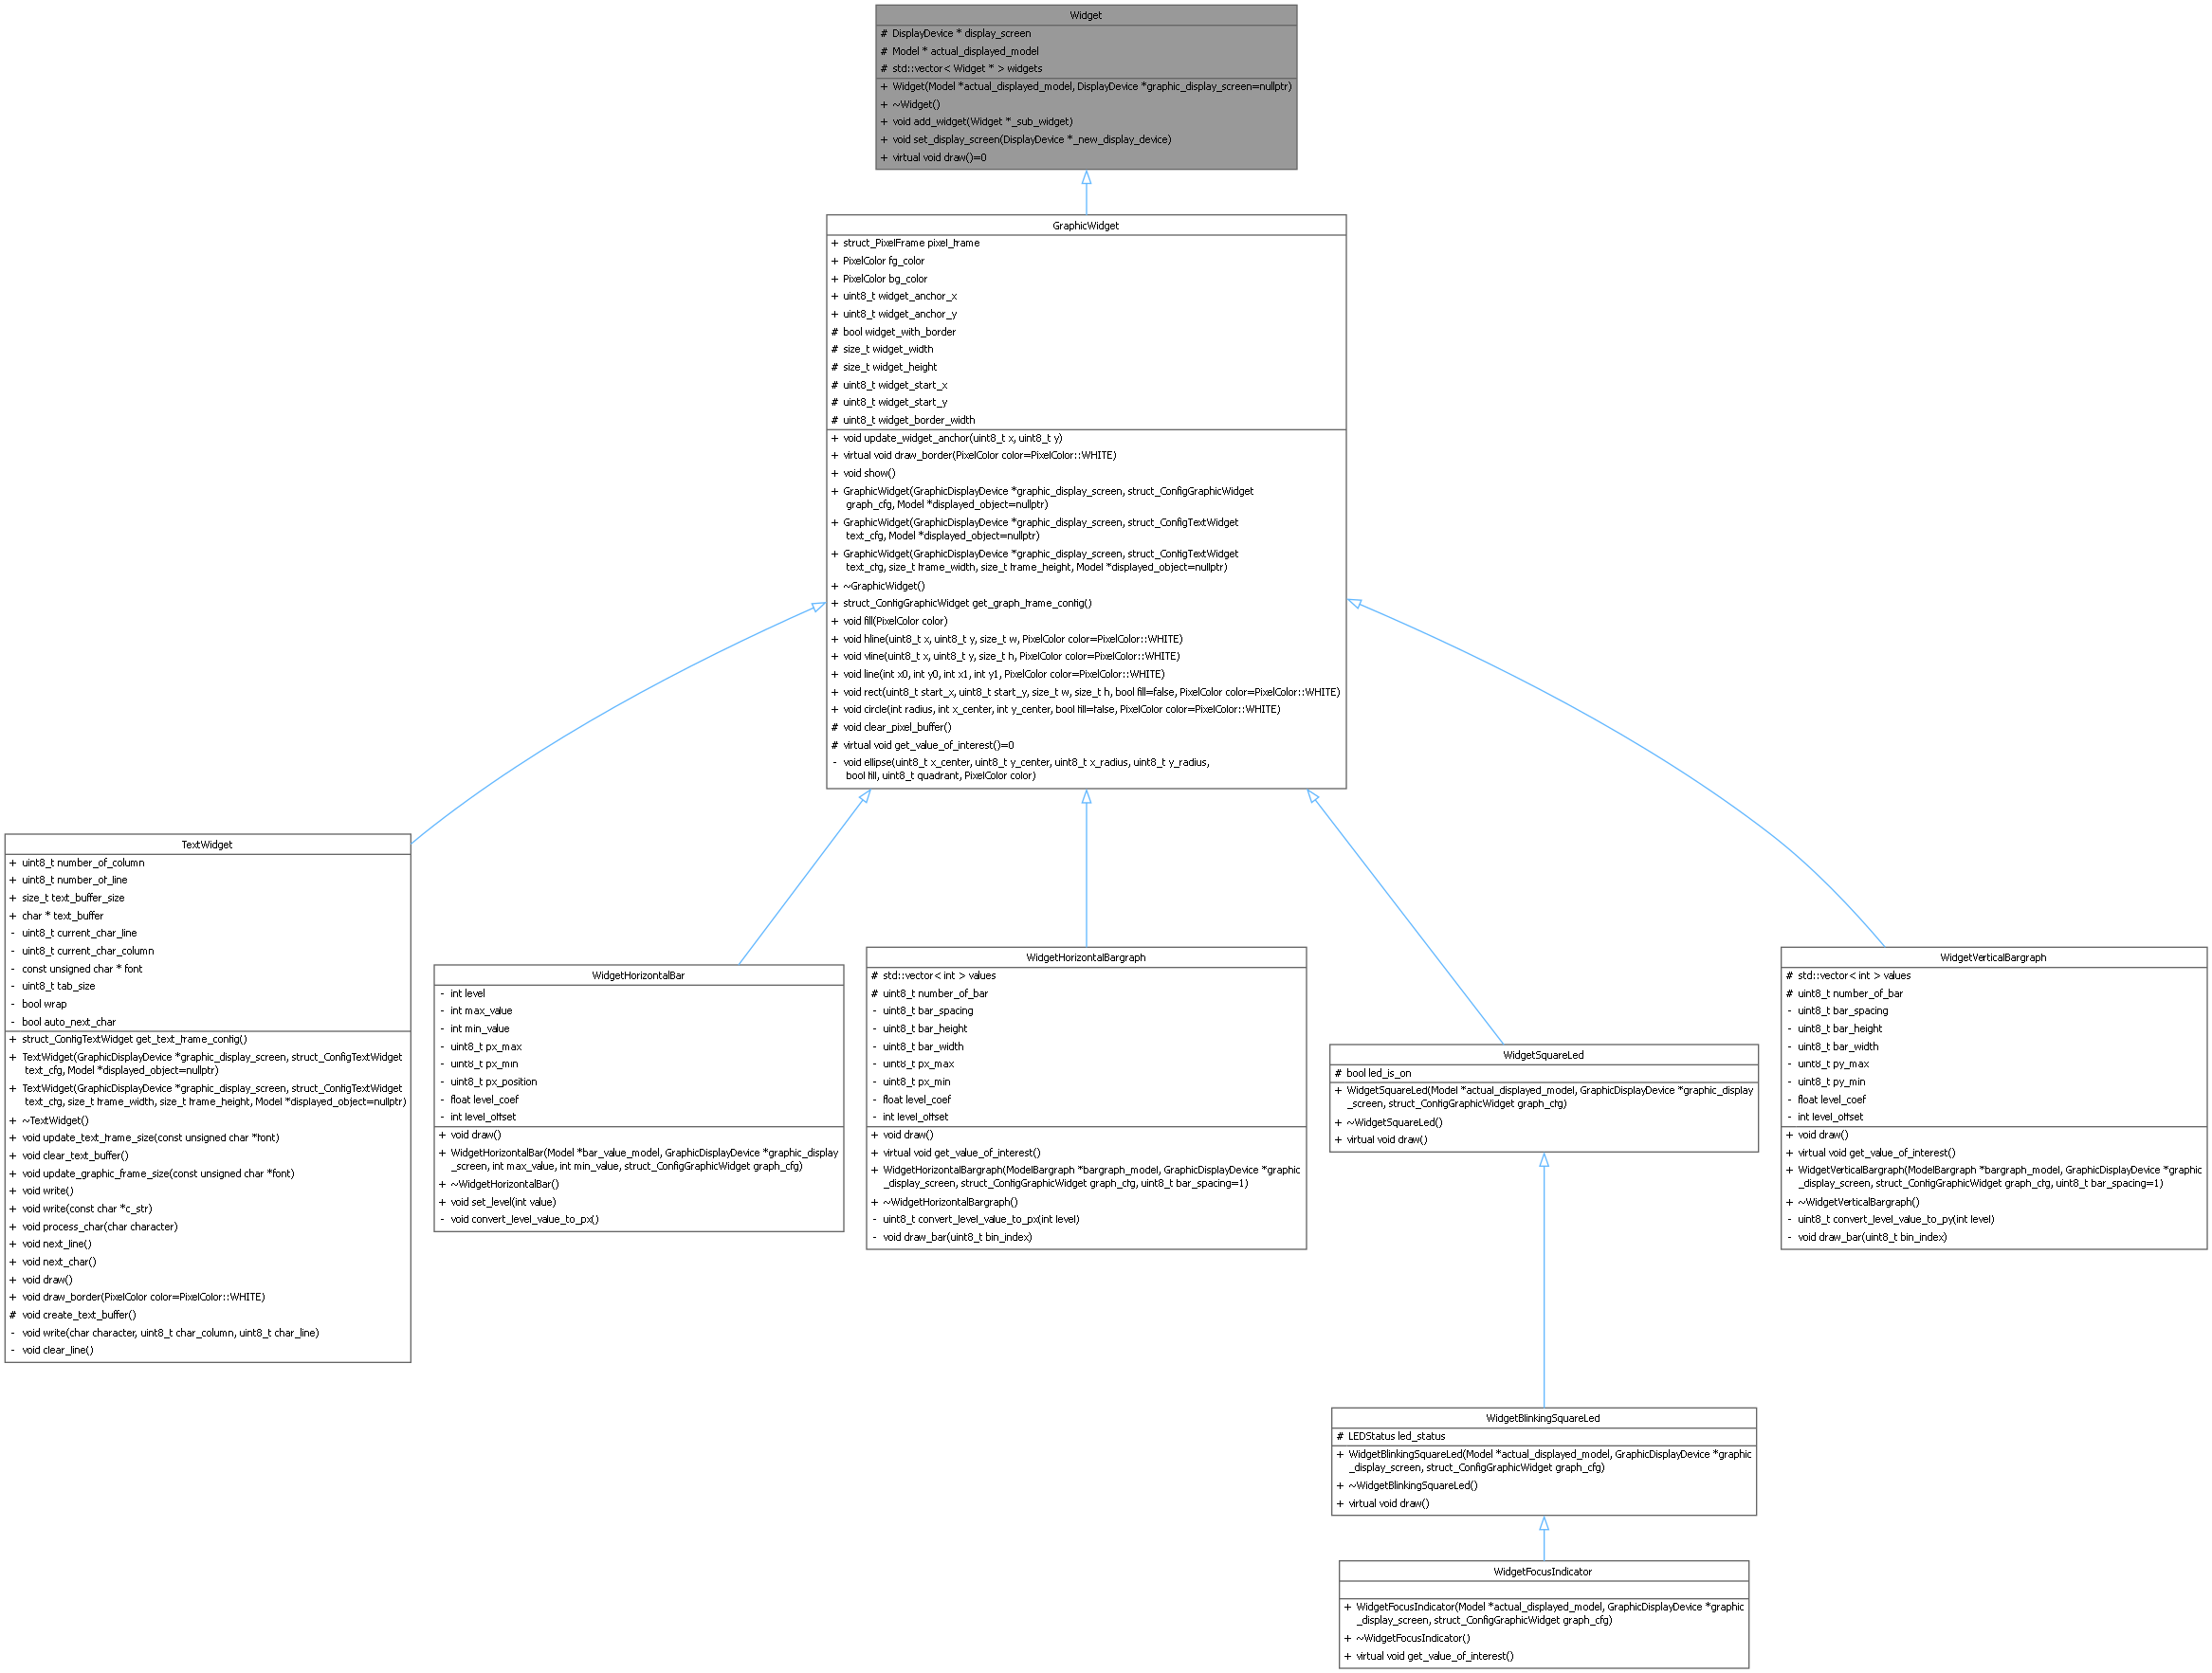 Widget
# DisplayDevice * display_screen
# Model * actual_displayed_model
# std::vector< Widget * > widgets
+ Widget(Model *actual_displayed_model, DisplayDevice *graphic_display_screen=nullptr)
+ ~Widget()
+ void add_widget(Widget *_sub_widget)
+ void set_display_screen(DisplayDevice *_new_display_device)
+ virtual void draw()=0
GraphicWidget
+ struct_PixelFrame pixel_frame
+ PixelColor fg_color
+ PixelColor bg_color
+ uint8_t widget_anchor_x
+ uint8_t widget_anchor_y
# bool widget_with_border
# size_t widget_width
# size_t widget_height
# uint8_t widget_start_x
# uint8_t widget_start_y
# uint8_t widget_border_width
+ void update_widget_anchor(uint8_t x, uint8_t y)
+ virtual void draw_border(PixelColor color=PixelColor::WHITE)
+ void show()
+ GraphicWidget(GraphicDisplayDevice *graphic_display_screen, struct_ConfigGraphicWidget
graph_cfg, Model *displayed_object=nullptr)
+ GraphicWidget(GraphicDisplayDevice *graphic_display_screen, struct_ConfigTextWidget
text_cfg, Model *displayed_object=nullptr)
+ GraphicWidget(GraphicDisplayDevice *graphic_display_screen, struct_ConfigTextWidget
text_cfg, size_t frame_width, size_t frame_height, Model *displayed_object=nullptr)
+ ~GraphicWidget()
+ struct_ConfigGraphicWidget get_graph_frame_config()
+ void fill(PixelColor color)
+ void hline(uint8_t x, uint8_t y, size_t w, PixelColor color=PixelColor::WHITE)
+ void vline(uint8_t x, uint8_t y, size_t h, PixelColor color=PixelColor::WHITE)
+ void line(int x0, int y0, int x1, int y1, PixelColor color=PixelColor::WHITE)
+ void rect(uint8_t start_x, uint8_t start_y, size_t w, size_t h, bool fill=false, PixelColor color=PixelColor::WHITE)
+ void circle(int radius, int x_center, int y_center, bool fill=false, PixelColor color=PixelColor::WHITE)
# void clear_pixel_buffer()
# virtual void get_value_of_interest()=0
- void ellipse(uint8_t x_center, uint8_t y_center, uint8_t x_radius, uint8_t y_radius,
bool fill, uint8_t quadrant, PixelColor color)
TextWidget
+ uint8_t number_of_column
+ uint8_t number_of_line
+ size_t text_buffer_size
+ char * text_buffer
- uint8_t current_char_line
- uint8_t current_char_column
- const unsigned char * font
- uint8_t tab_size
- bool wrap
- bool auto_next_char
+ struct_ConfigTextWidget get_text_frame_config()
+ TextWidget(GraphicDisplayDevice *graphic_display_screen, struct_ConfigTextWidget
text_cfg, Model *displayed_object=nullptr)
+ TextWidget(GraphicDisplayDevice *graphic_display_screen, struct_ConfigTextWidget
text_cfg, size_t frame_width, size_t frame_height, Model *displayed_object=nullptr)
+ ~TextWidget()
+ void update_text_frame_size(const unsigned char *font)
+ void clear_text_buffer()
+ void update_graphic_frame_size(const unsigned char *font)
+ void write()
+ void write(const char *c_str)
+ void process_char(char character)
+ void next_line()
+ void next_char()
+ void draw()
+ void draw_border(PixelColor color=PixelColor::WHITE)
# void create_text_buffer()
- void write(char character, uint8_t char_column, uint8_t char_line)
- void clear_line()
WidgetHorizontalBar
- int level
- int max_value
- int min_value
- uint8_t px_max
- uint8_t px_min
- uint8_t px_position
- float level_coef
- int level_offset
+ void draw()
+ WidgetHorizontalBar(Model *bar_value_model, GraphicDisplayDevice *graphic_display
_screen, int max_value, int min_value, struct_ConfigGraphicWidget graph_cfg)
+ ~WidgetHorizontalBar()
+ void set_level(int value)
- void convert_level_value_to_px()
WidgetHorizontalBargraph
# std::vector< int > values
# uint8_t number_of_bar
- uint8_t bar_spacing
- uint8_t bar_height
- uint8_t bar_width
- uint8_t px_max
- uint8_t px_min
- float level_coef
- int level_offset
+ void draw()
+ virtual void get_value_of_interest()
+ WidgetHorizontalBargraph(ModelBargraph *bargraph_model, GraphicDisplayDevice *graphic
_display_screen, struct_ConfigGraphicWidget graph_cfg, uint8_t bar_spacing=1)
+ ~WidgetHorizontalBargraph()
- uint8_t convert_level_value_to_px(int level)
- void draw_bar(uint8_t bin_index)
WidgetSquareLed
# bool led_is_on
+ WidgetSquareLed(Model *actual_displayed_model, GraphicDisplayDevice *graphic_display
_screen, struct_ConfigGraphicWidget graph_cfg)
+ ~WidgetSquareLed()
+ virtual void draw()
WidgetVerticalBargraph
# std::vector< int > values
# uint8_t number_of_bar
- uint8_t bar_spacing
- uint8_t bar_height
- uint8_t bar_width
- uint8_t py_max
- uint8_t py_min
- float level_coef
- int level_offset
+ void draw()
+ virtual void get_value_of_interest()
+ WidgetVerticalBargraph(ModelBargraph *bargraph_model, GraphicDisplayDevice *graphic
_display_screen, struct_ConfigGraphicWidget graph_cfg, uint8_t bar_spacing=1)
+ ~WidgetVerticalBargraph()
- uint8_t convert_level_value_to_py(int level)
- void draw_bar(uint8_t bin_index)
WidgetBlinkingSquareLed
# LEDStatus led_status
+ WidgetBlinkingSquareLed(Model *actual_displayed_model, GraphicDisplayDevice *graphic
_display_screen, struct_ConfigGraphicWidget graph_cfg)
+ ~WidgetBlinkingSquareLed()
+ virtual void draw()
WidgetFocusIndicator
+ WidgetFocusIndicator(Model *actual_displayed_model, GraphicDisplayDevice *graphic
_display_screen, struct_ConfigGraphicWidget graph_cfg)
+ ~WidgetFocusIndicator()
+ virtual void get_value_of_interest()